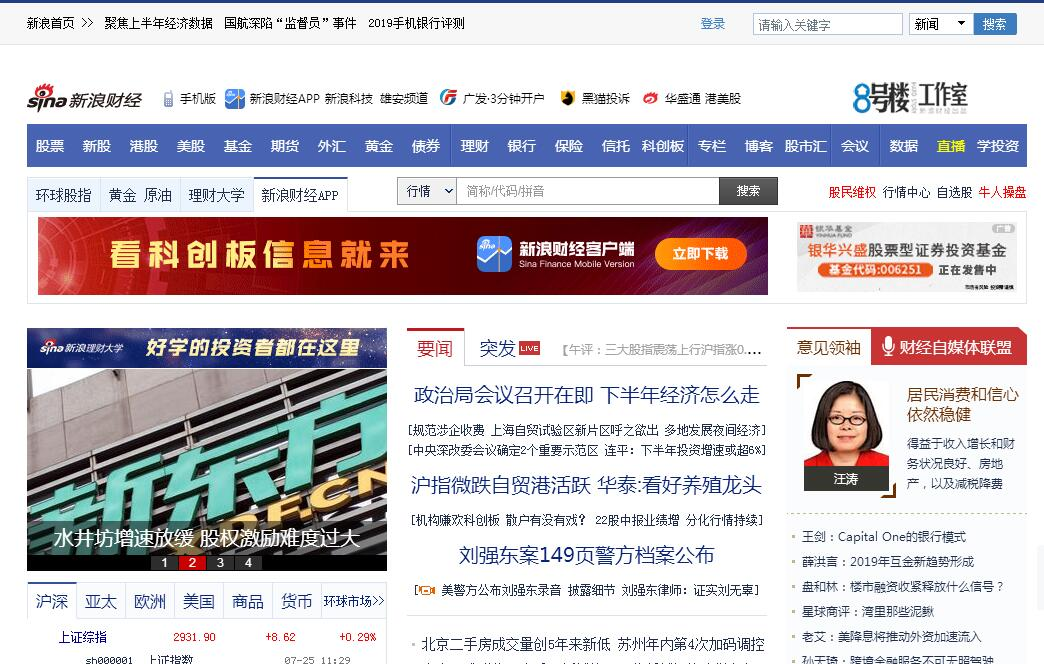 新浪首页 >> 聚焦上半年经济数据 国航深陷“监督员”事件 2019手机银行评测 登录 请输入关键字 新闻 搜索
sina 新浪财经 手机版 新浪财经APP 新浪科技 雄安频道 广发·3分钟开户 黑猫投诉 华盛通 港美股 8号楼工作室
股票 新股 港股 美股 基金 期货 外汇 黄金 债券 理财 银行 保险 信托 科创板 专栏 博客 股市汇 会议 数据 直播 学投资
环球股指 黄金 原油 理财大学 新浪财经APP 行情 简称/代码/拼音 搜索 股民维权 行情中心 自选股 牛人操盘
看科创板信息就来 新浪财经客户端 立即下载
Sina Finance Mobile Version
银华基金 广告
YINHUA FUND
银华兴盛股票型证券投资基金
基金代码:006251 正在发售中
sina 新浪理财大学 好学的投资者都在这里
新东方
水井坊增速放缓 股权激励难度过大
1 2 3 4
沪深 亚太 欧洲 美国 商品 货币 环球市场>>
上证综指 2931.90 +8.62 +0.29%
sh000001 上证指数 07-25 11:29
要闻 突发 LIVE [午评：三大股指震荡上行沪指涨0....
政治局会议召开在即 下半年经济怎么走
[规范涉企收费 上海自贸试验区新片区呼之欲出 多地发展夜间经济]
[中央深改委会议确定2个重要示范区 连平：下半年投资增速或超6%]
沪指微跌自贸港活跃 华泰:看好养殖龙头
[机构赚欢科创板 散户有没有戏？ 22股中报业绩增 分化行情持续]
刘强东案149页警方档案公布
[美警方公布刘强东录音 披露细节 刘强东律师：证实刘无辜]
北京二手房成交量创5年来新低 苏州年内第4次加码调控
意见领袖 财经自媒体联盟
居民消费和信心依然稳健
得益于收入增长和财
务状况良好、房地
产，以及减税降费
汪涛
王剑：Capital One的银行模式
薛洪言：2019年互金新趋势形成
盘和林：楼市融资收紧释放什么信号？
星球商评：湾里那些泥鳅
老艾：美降息将推动外资加速流入
孙天琦：跨境金融服务不可无照驾驶